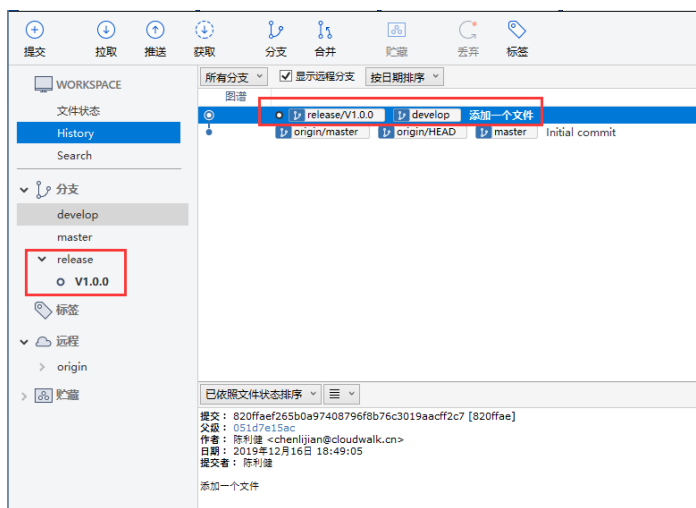 提交 拉取 推送 获取 分支 合并 贮藏 丢弃 标签
WORKSPACE
文件状态
History
Search
分支
develop
master
release
V1.0.0
标签
远程
origin
贮藏
所有分支 显示远程分支 按日期排序
图谱
release/V1.0.0 develop 添加一个文件
origin/master origin/HEAD master Initial commit
已依照文件状态排序
提交： 820ffaef265b0a97408796f8b76c3019aacff2c7 [820ffae]
父级： 051d7e15ac
作者： 陈利健 <chenlijian@cloudwalk.cn>
日期： 2019年12月16日 18:49:05
提交者： 陈利健
添加一个文件